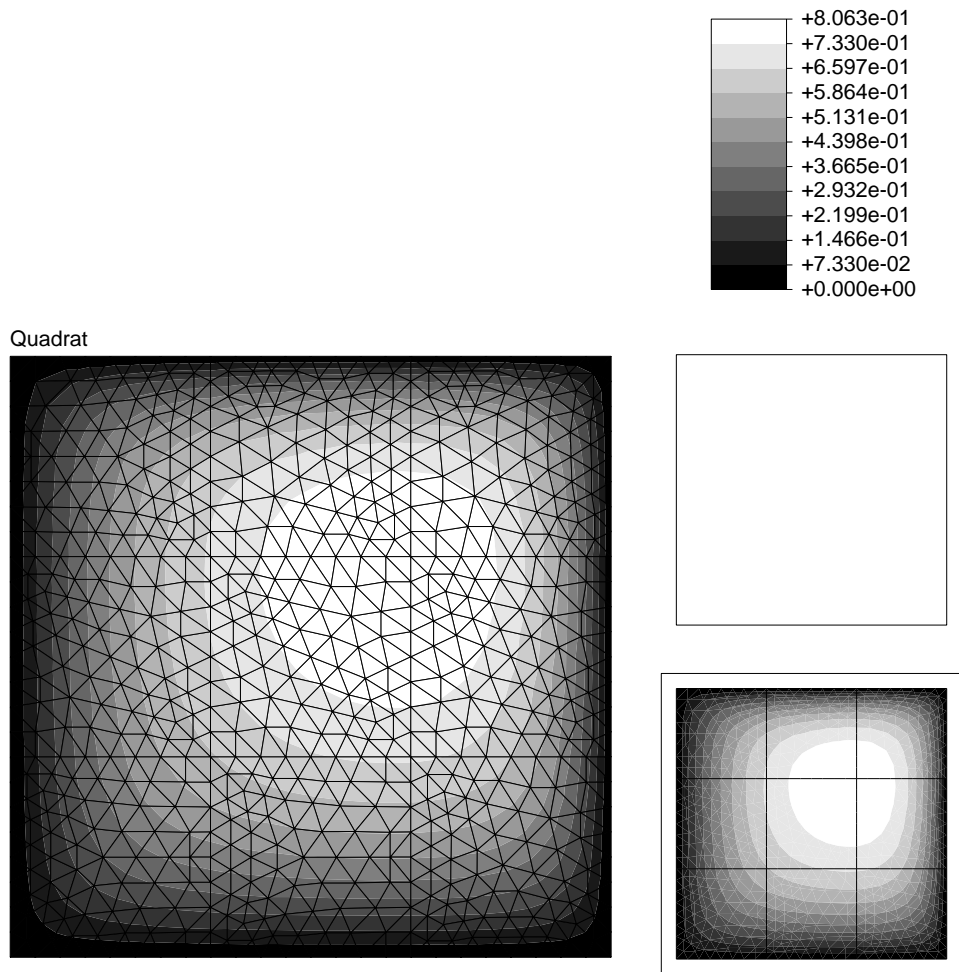 +8.063e-01
+7.330e-01
+6.597e-01
+5.864e-01
+5.131e-01
+4.398e-01
+3.665e-01
+2.932e-01
+2.199e-01
+1.466e-01
+7.330e-02
+0.000e+00
Quadrat